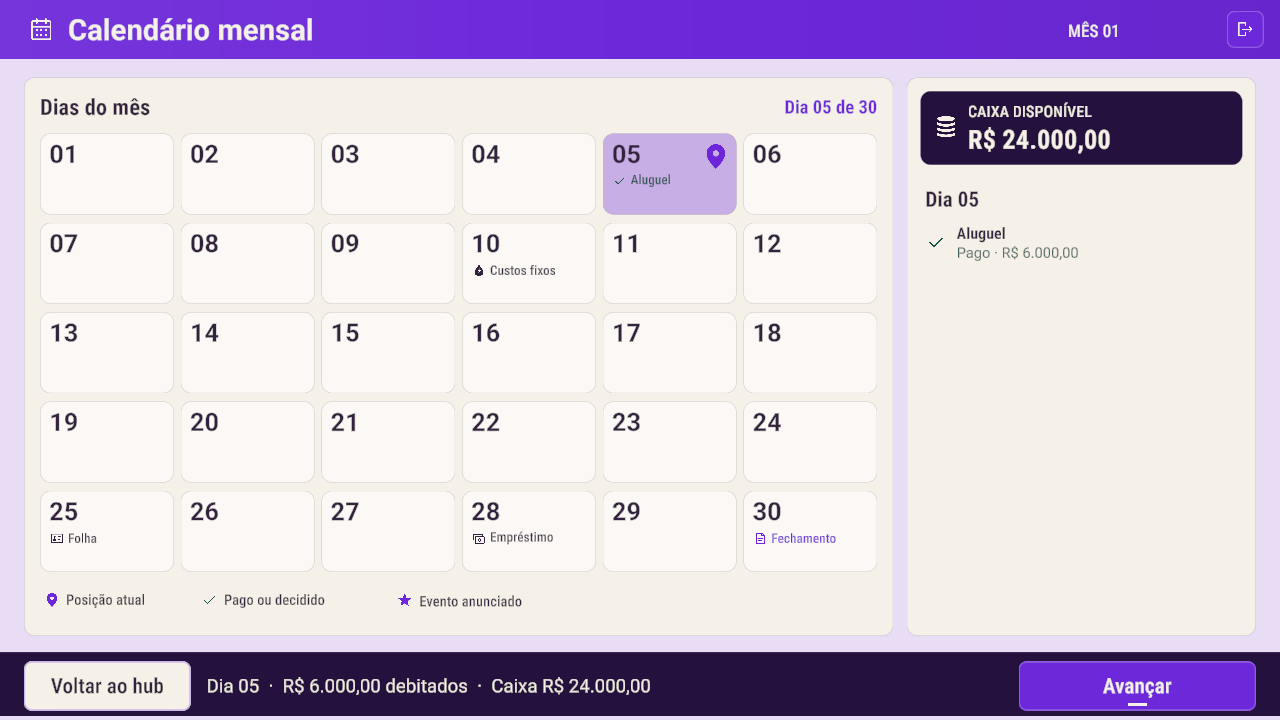 Calendário mensal
MÊS 01
Dias do mês
Dia 05 de 30
01
02
03
04
05
Aluguel
06
07
08
09
10
Custos fixos
11
12
13
14
15
16
17
18
19
20
21
22
23
24
25
Folha
26
27
28
Empréstimo
29
30
Fechamento
Posição atual
Pago ou decidido
Evento anunciado
CAIXA DISPONÍVEL
R$ 24.000,00
Dia 05
Aluguel
Pago · R$ 6.000,00
Voltar ao hub
Dia 05 · R$ 6.000,00 debitados · Caixa R$ 24.000,00
Avançar